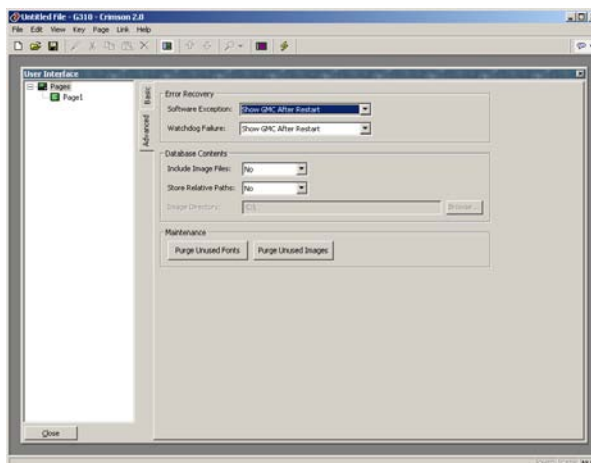 Untitled File - G310 - Crimson 2.0
File Edit View Key Page Link Help
User Interface
Pages
Page1
Basic
Advanced
Error Recovery
Software Exception: Show GMC After Restart
Watchdog Failure: Show GMC After Restart
Database Contents
Include Image Files: No
Store Relative Paths: No
Image Directory:
Browse...
Maintenance
Purge Unused Fonts Purge Unused Images
Close